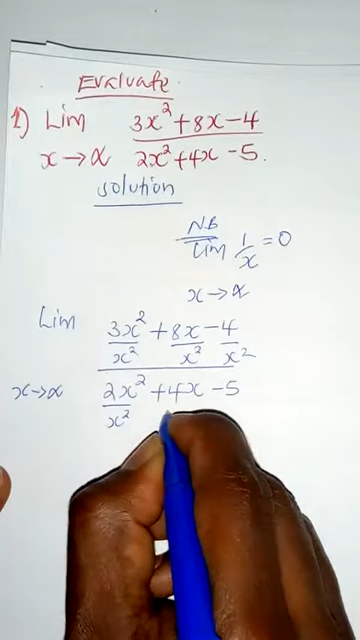 Evaluate
1) Lim 3x²+8x-4
x→∝ 2x²+4x-5.
solution
NB
Lim 1/x = 0
x→∝
Lim 3x²/x² + 8x/x² - 4/x²
x→∝ 2x²/x² + 4x - 5